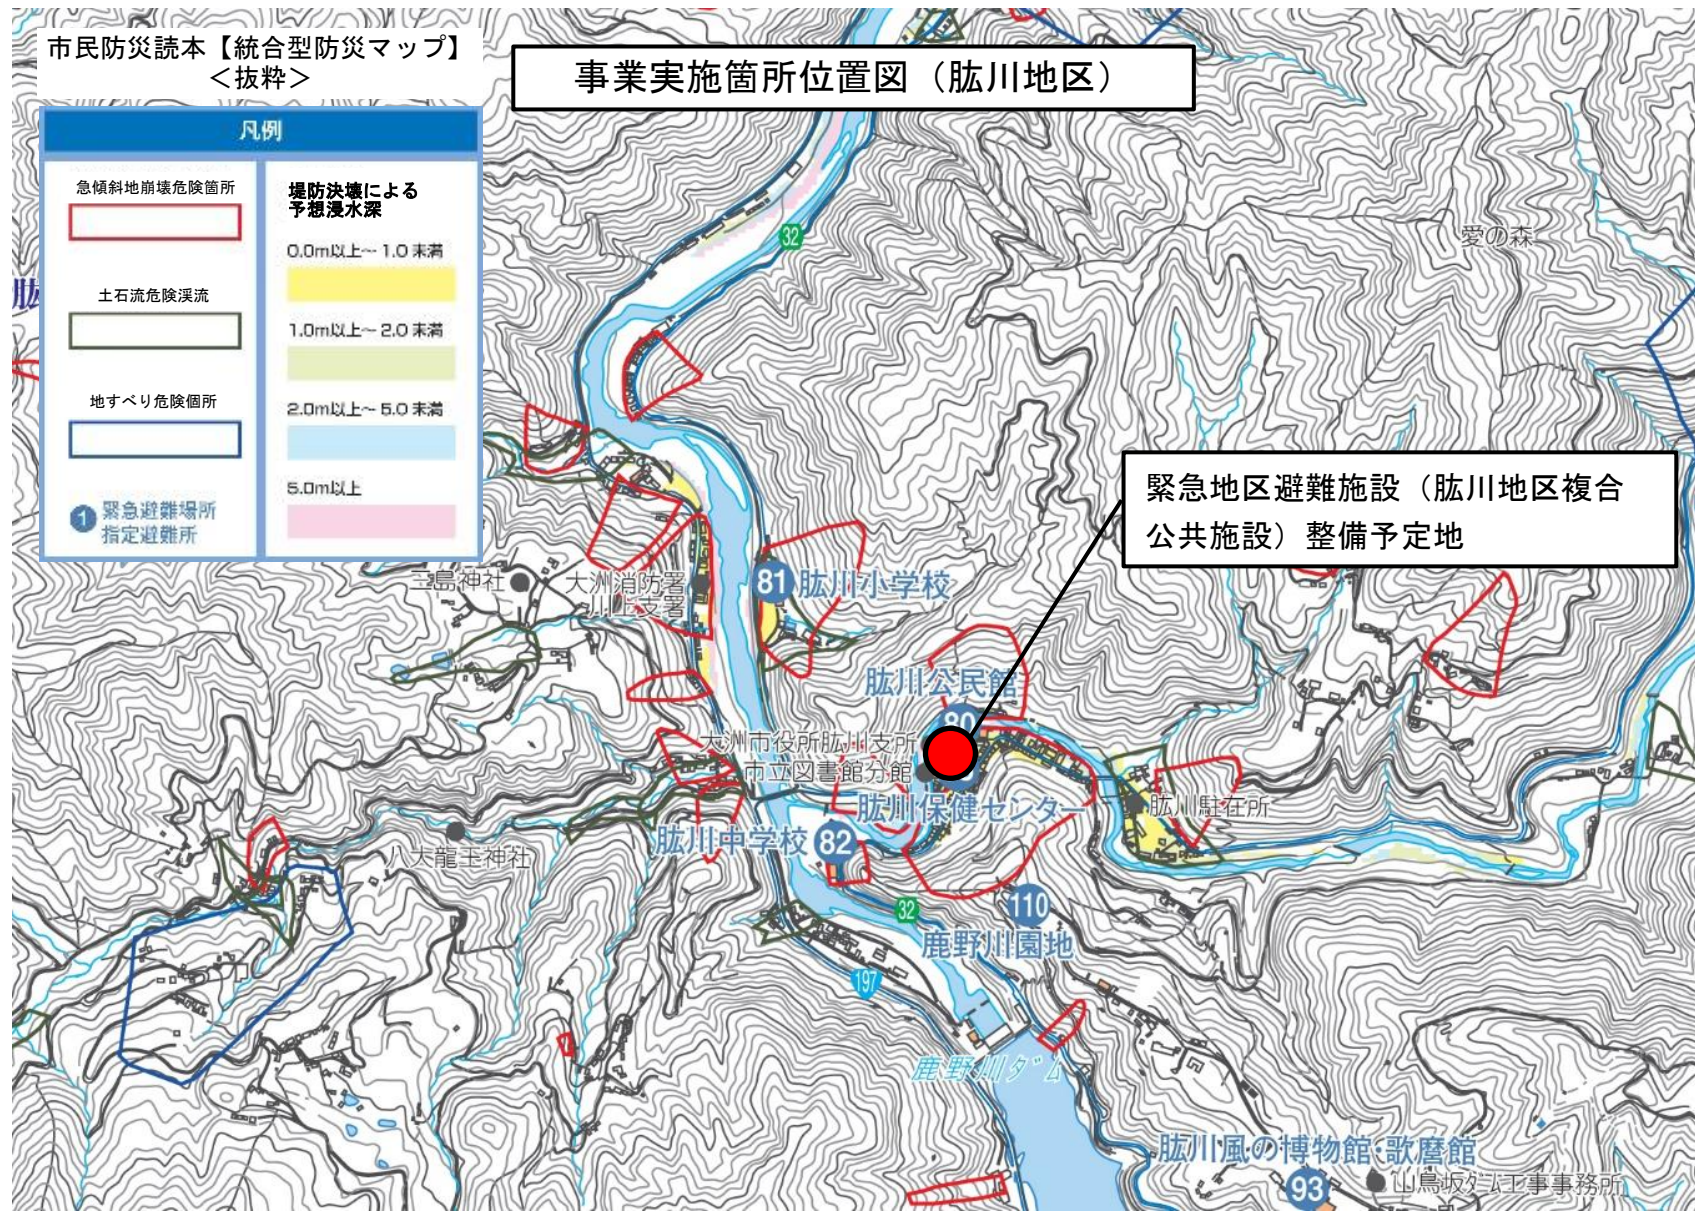 市民防災読本【統合型防災マップ】
＜抜粋＞
事業実施箇所位置図（肱川地区）
凡例
急傾斜地崩壊危険箇所
土石流危険渓流
地すべり危険個所
1 緊急避難場所
指定避難所
堤防決壊による
予想浸水深
0.0m以上～1.0未満
1.0m以上～2.0未満
2.0m以上～5.0未満
5.0m以上
肱
32
愛の森
緊急地区避難施設（肱川地区複合
公共施設）整備予定地
三島神社
大洲消防署
川上支署
81 肱川小学校
肱川公民館
80
大洲市役所肱川支所
市立図書館分館
肱川保健センター
肱川駐在所
肱川中学校 82
八大龍王神社
32
110
鹿野川園地
197
鹿野川ダム
肱川風の博物館・歌麿館
93
山鳥坂ダム工事事務所